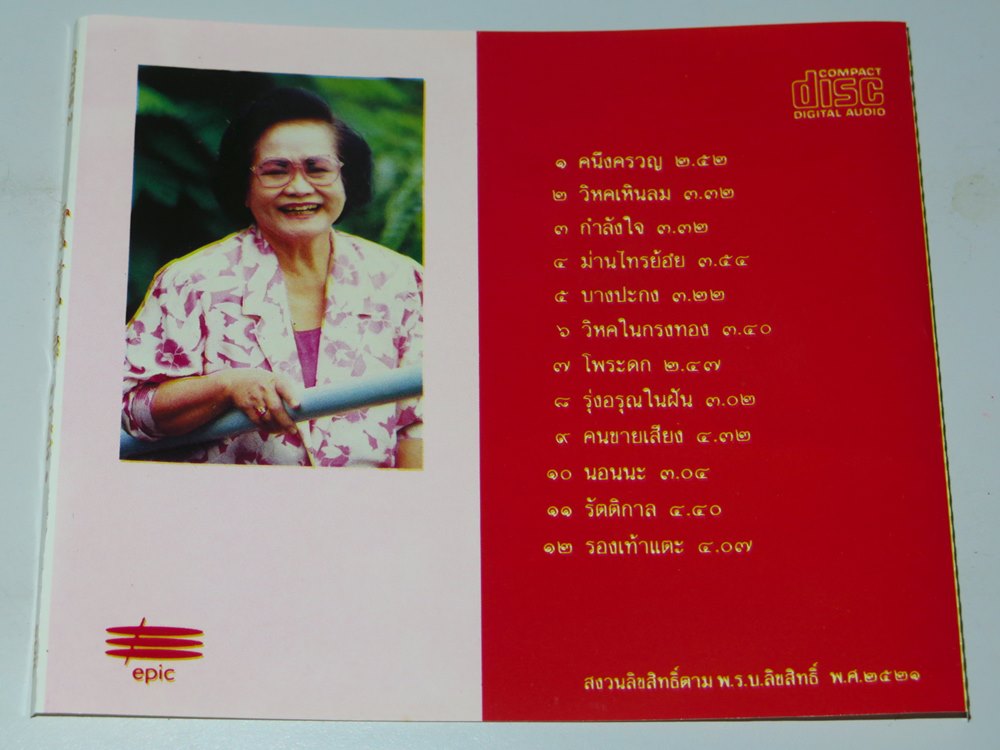 epic
COMPACT
disc
DIGITAL AUDIO
๑ คนึงครวญ ๒.๕๒
๒ วิหคเหินลม ๓.๓๒
๓ กำลังใจ ๓.๓๒
๔ ม่านไทรย้อย ๓.๕๔
๕ บางปะกง ๓.๒๒
๖ วิหคในกรงทอง ๓.๔๐
๗ โพระดก ๒.๔๗
๘ รุ่งอรุณในฝัน ๓.๐๒
๙ คนขายเสียง ๔.๓๒
๑๐ นอนนะ ๓.๐๔
๑๑ รัตติกาล ๔.๔๐
๑๒ รองเท้าแตะ ๔.๐๗
สงวนลิขสิทธิ์ตาม พ.ร.บ.ลิขสิทธิ์ พ.ศ.๒๕๒๑